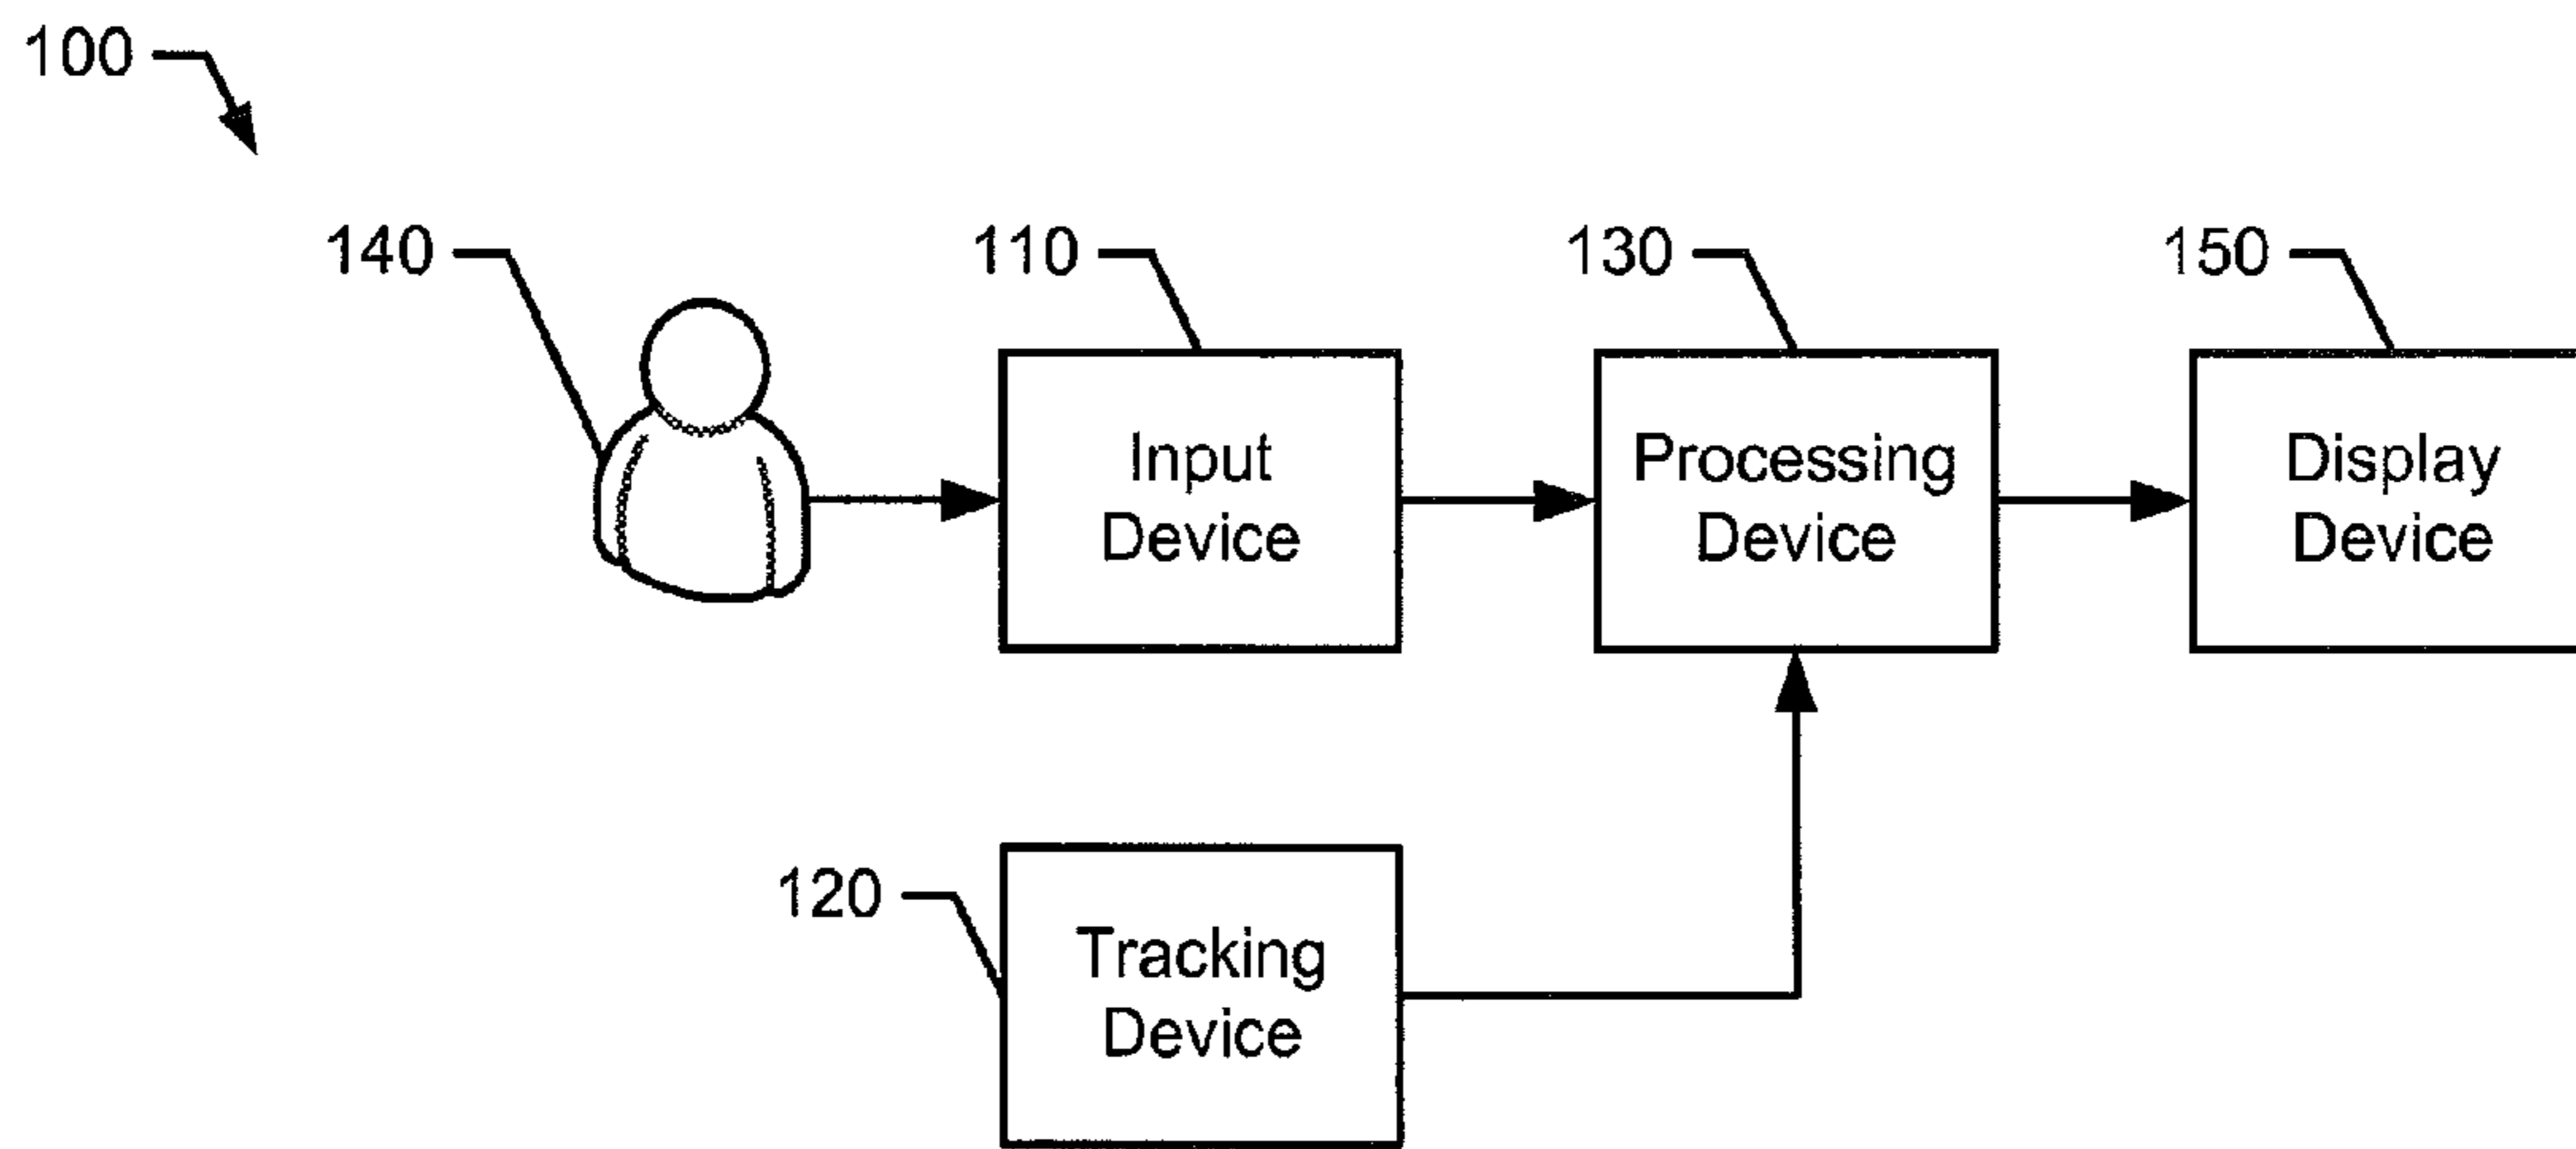 100
140
110
130
150
Input
Device
Processing
Device
Display
Device
120
Tracking
Device